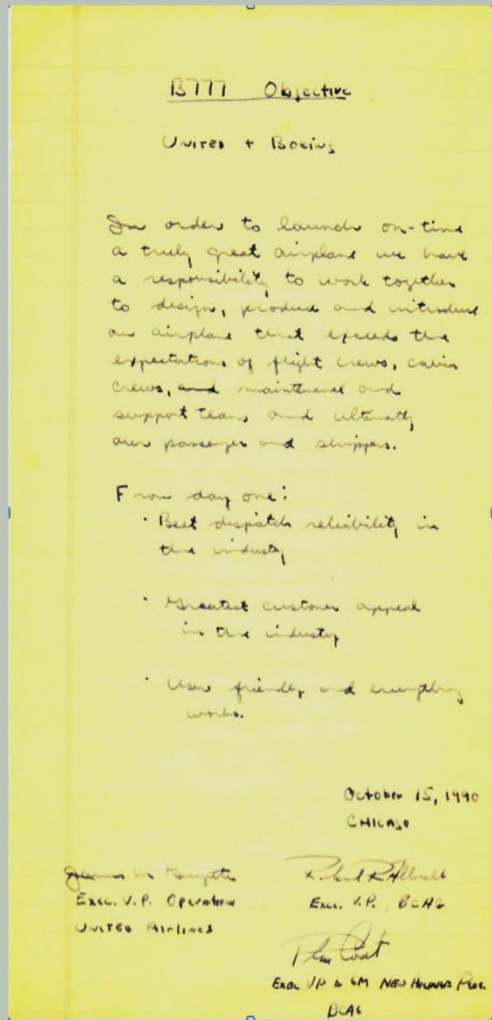 B777 Objective
United + Boeing
In order to launch on-time
a truly great airplane we have
a responsibility to work together
to design, produce and introduce
an airplane that exceeds the
expectations of flight crews, cabin
crews, and maintenance and
support teams and ultimately
our passengers and shippers.
From day one:
· Best dispatch reliability in
the industry
· Greatest customer appeal
in the industry
· User friendly and everything
works.
October 15, 1990
CHICAGO
Exec. V.P. Operations
United Airlines
Exec. V.P., BCAG
Exec VP & GM New Airplane
BCAG